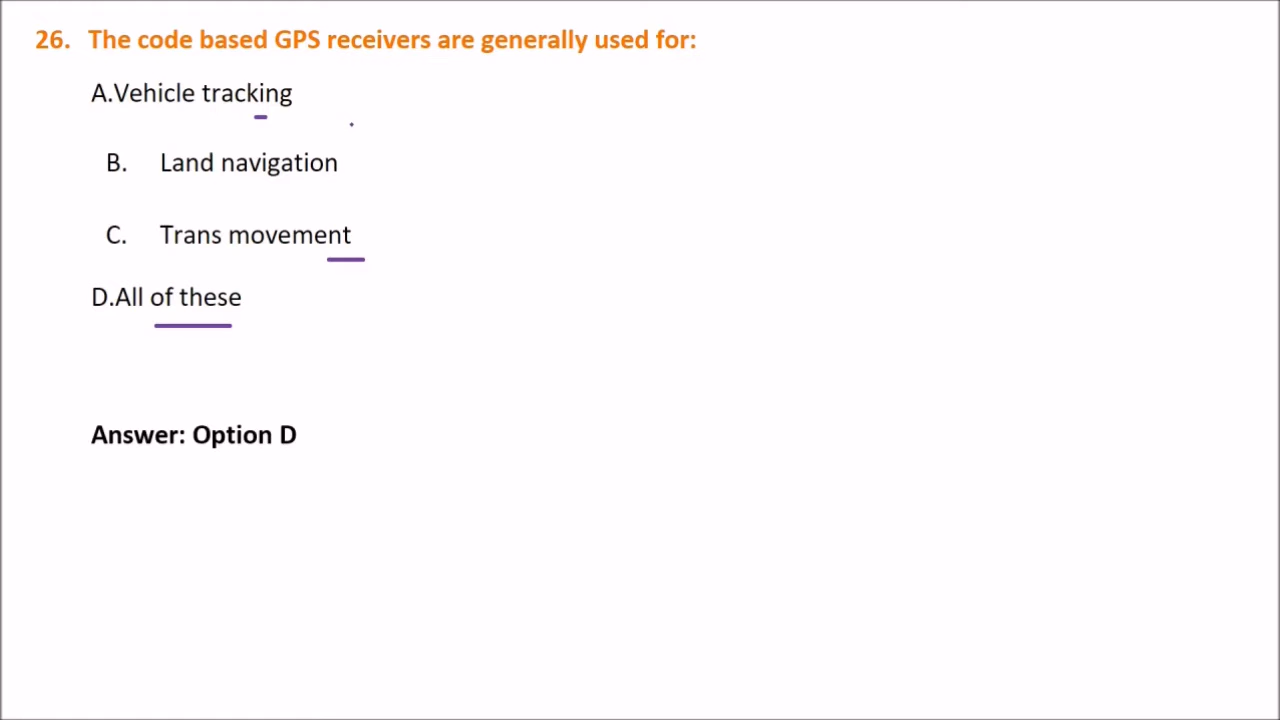 26. The code based GPS receivers are generally used for:
A.Vehicle tracking
B. Land navigation
C. Trans movement
D.All of these
Answer: Option D